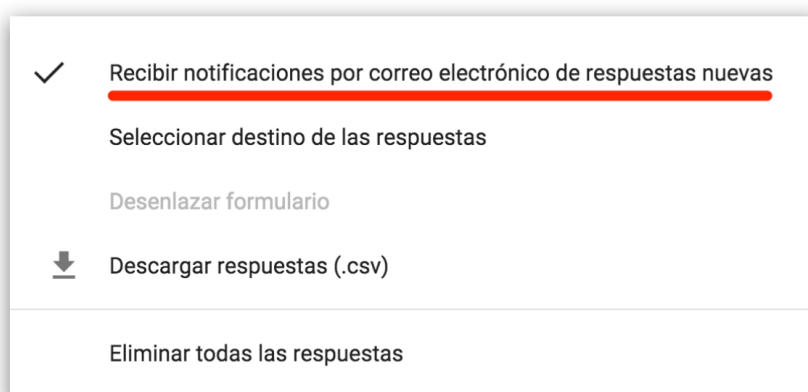 Recibir notificaciones por correo electrónico de respuestas nuevas
Seleccionar destino de las respuestas
Desenlazar formulario
Descargar respuestas (.csv)
Eliminar todas las respuestas